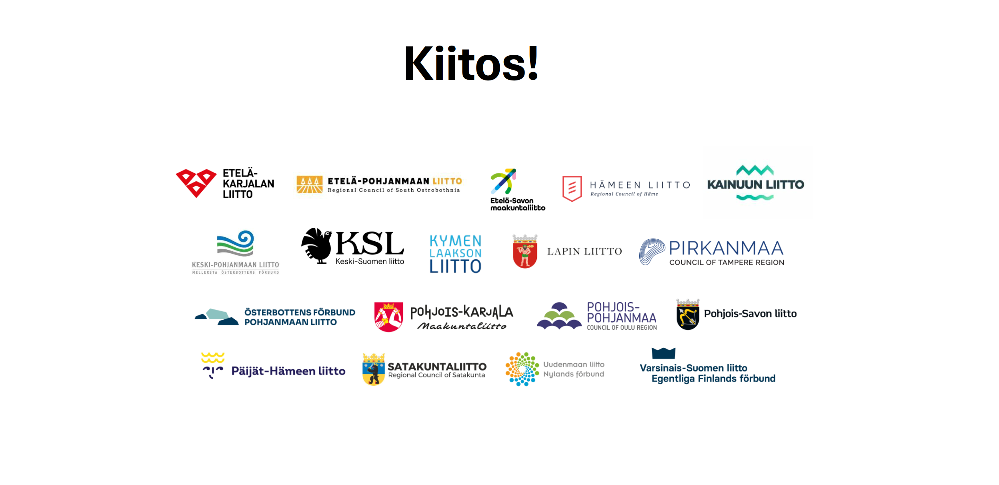 Kiitos!
ETELÄ-
KARJALAN
LIITTO
ETELÄ-POHJANMAAN LIITTO
Regional Council of South Ostrobothnia
Etelä-Savon
maakuntaliitto
HÄMEEN LIITTO
Regional Council of Häme
KAINUUN LIITTO
KESKI-POHJANMAAN LIITTO
MELLERSTA ÖSTERBOTTENS FÖRBUND
KSL
Keski-Suomen liitto
KYMEN
LAAKSON
LIITTO
LAPIN LIITTO
PIRKANMAA
COUNCIL OF TAMPERE REGION
ÖSTERBOTTENS FÖRBUND
POHJANMAAN LIITTO
POHJOIS-KARJALA
Maakuntaliitto
POHJOIS-
POHJANMAA
COUNCIL OF OULU REGION
Pohjois-Savon liitto
Päijät-Hämeen liitto
SATAKUNTALIITTO
Regional Council of Satakunta
Uudenmaan liitto
Nylands förbund
Varsinais-Suomen liitto
Egentliga Finlands förbund